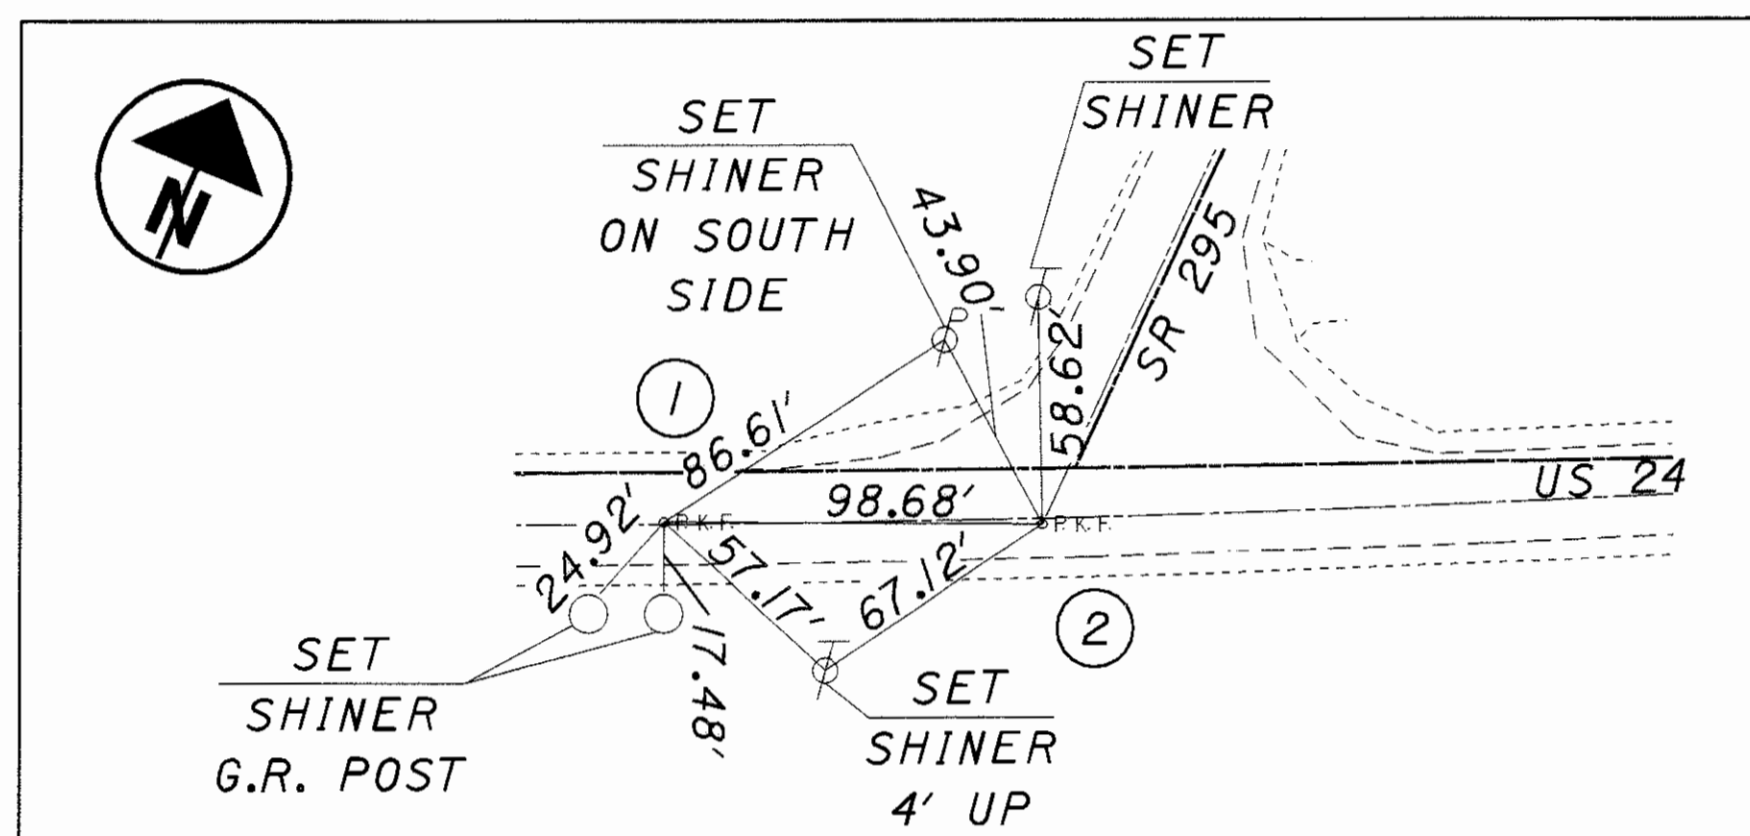 N
SET
SHINER
ON SOUTH
SIDE
SET
SHINER
43.90'
58.62'
SR 295
P
T
1
86.61'
98.68'
US 24
P.K.F.
P.K.F.
24.92'
57.17'
67.12'
17.48'
2
T
SET
SHINER
G.R. POST
SET
SHINER
4' UP